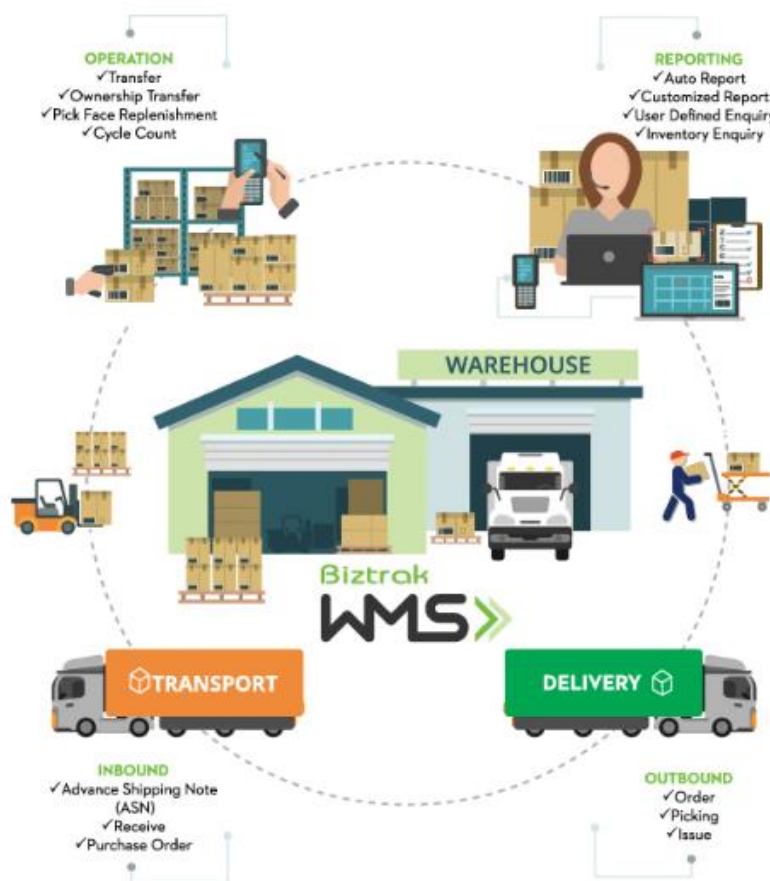 OPERATION
✓Transfer
✓Ownership Transfer
✓Pick Face Replenishment
✓Cycle Count
REPORTING
✓Auto Report
✓Customized Report
✓User Defined Enquiry
✓Inventory Enquiry
WAREHOUSE
Biztrak
WMS
TRANSPORT
DELIVERY
INBOUND
✓Advance Shipping Note
(ASN)
✓Receive
✓Purchase Order
OUTBOUND
✓Order
✓Picking
✓Issue